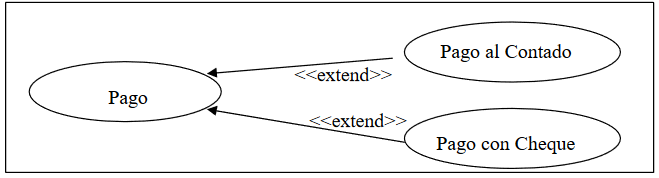 Pago al Contado
<<extend>>
Pago
<<extend>>
Pago con Cheque